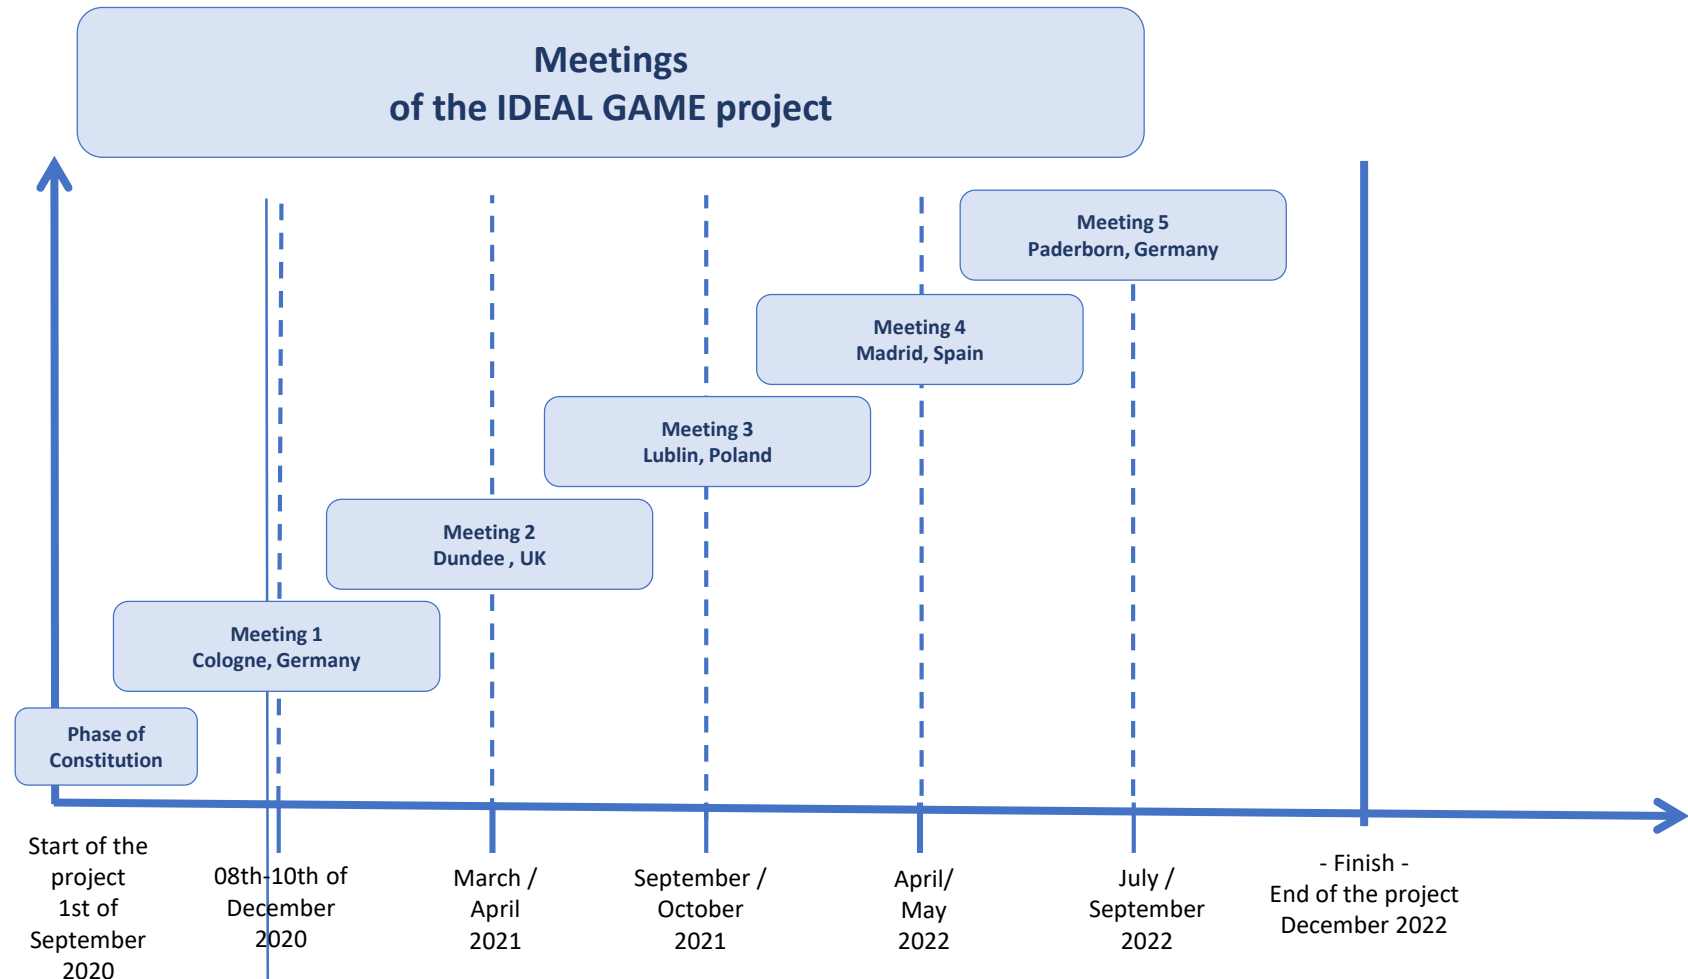 Meetings
of the IDEAL GAME project
Meeting 5
Paderborn, Germany
Meeting 4
Madrid, Spain
Meeting 3
Lublin, Poland
Meeting 2
Dundee , UK
Meeting 1
Cologne, Germany
Phase of
Constitution
Start of the
project
1st of
September
2020
08th-10th of
December
2020
March /
April
2021
September /
October
2021
April/
May
2022
July /
September
2022
- Finish -
End of the project
December 2022